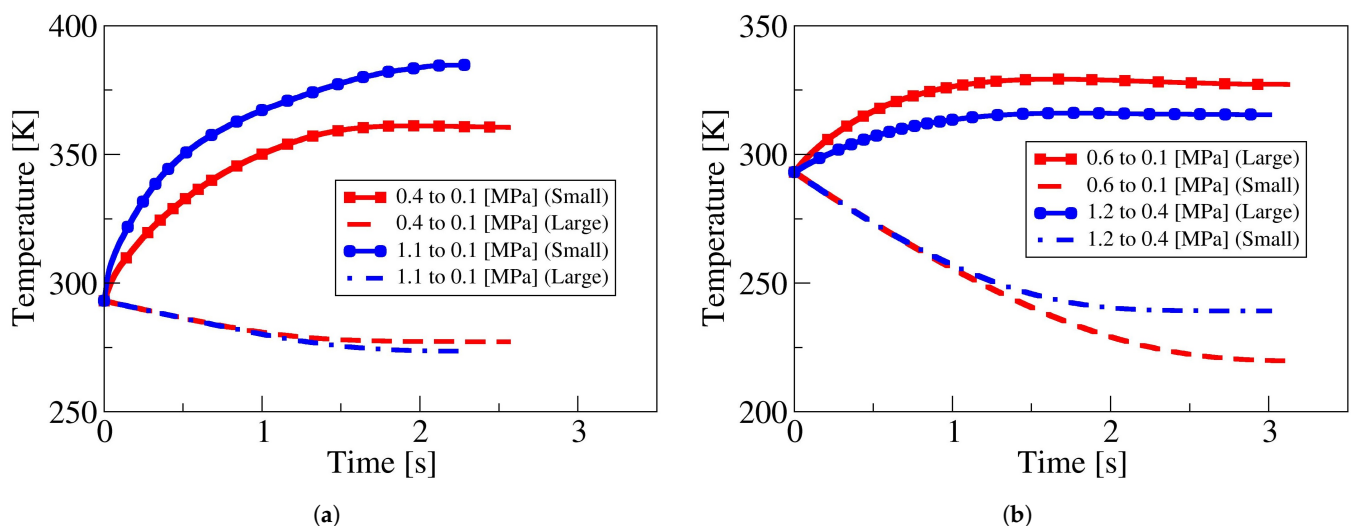 400
350
300
250
0
1
2
3
Temperature [K]
Time [s]
0.4 to 0.1 [MPa] (Small)
0.4 to 0.1 [MPa] (Large)
1.1 to 0.1 [MPa] (Small)
1.1 to 0.1 [MPa] (Large)
(a)
350
300
250
200
0
1
2
3
Temperature [K]
Time [s]
0.6 to 0.1 [MPa] (Large)
0.6 to 0.1 [MPa] (Small)
1.2 to 0.4 [MPa] (Large)
1.2 to 0.4 [MPa] (Small)
(b)